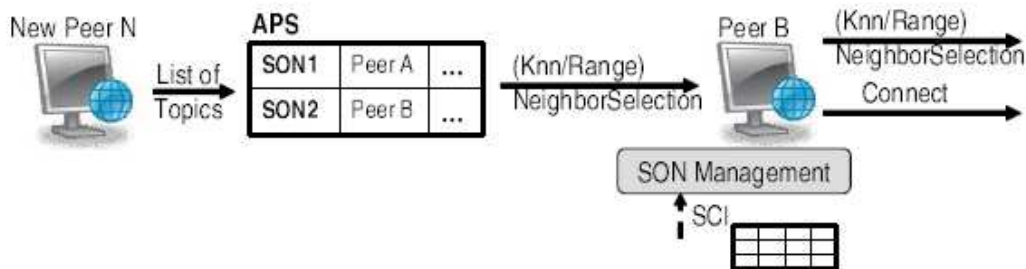 New Peer N
List of
Topics
APS
SON1 Peer A ...
SON2 Peer B ...
(Knn/Range)
NeighborSelection
Peer B
(Knn/Range)
NeighborSelection
Connect
SON Management
SCI